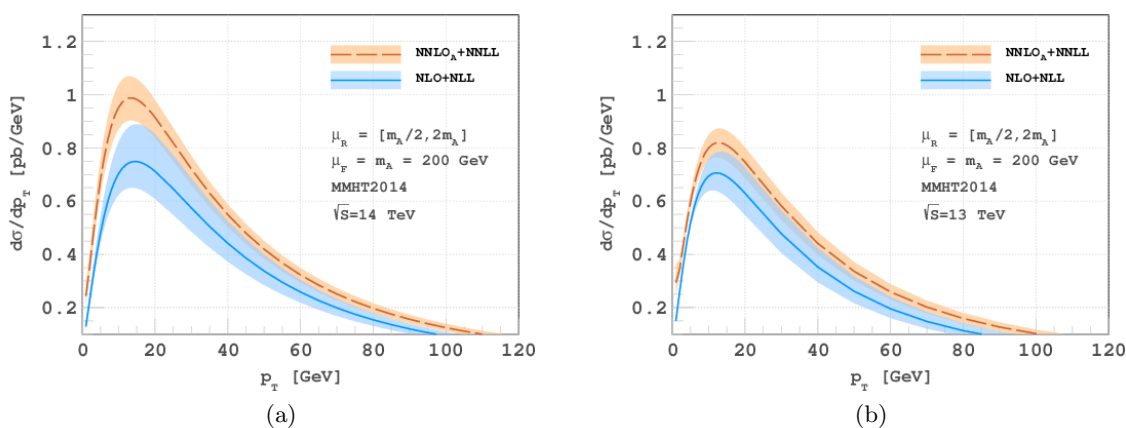 1.2
1
0.8
0.6
0.4
0.2
dσ/dp_T [pb/GeV]
NNLO_A+NNLL
NLO+NLL
μ_R = [m_A/2,2m_A]
μ_F = m_A = 200 GeV
MMHT2014
√S=14 TeV
0 20 40 60 80 100 120
p_T [GeV]
(a)
1.2
1
0.8
0.6
0.4
0.2
dσ/dp_T [pb/GeV]
NNLO_A+NNLL
NLO+NLL
μ_R = [m_A/2,2m_A]
μ_F = m_A = 200 GeV
MMHT2014
√S=13 TeV
0 20 40 60 80 100 120
p_T [GeV]
(b)